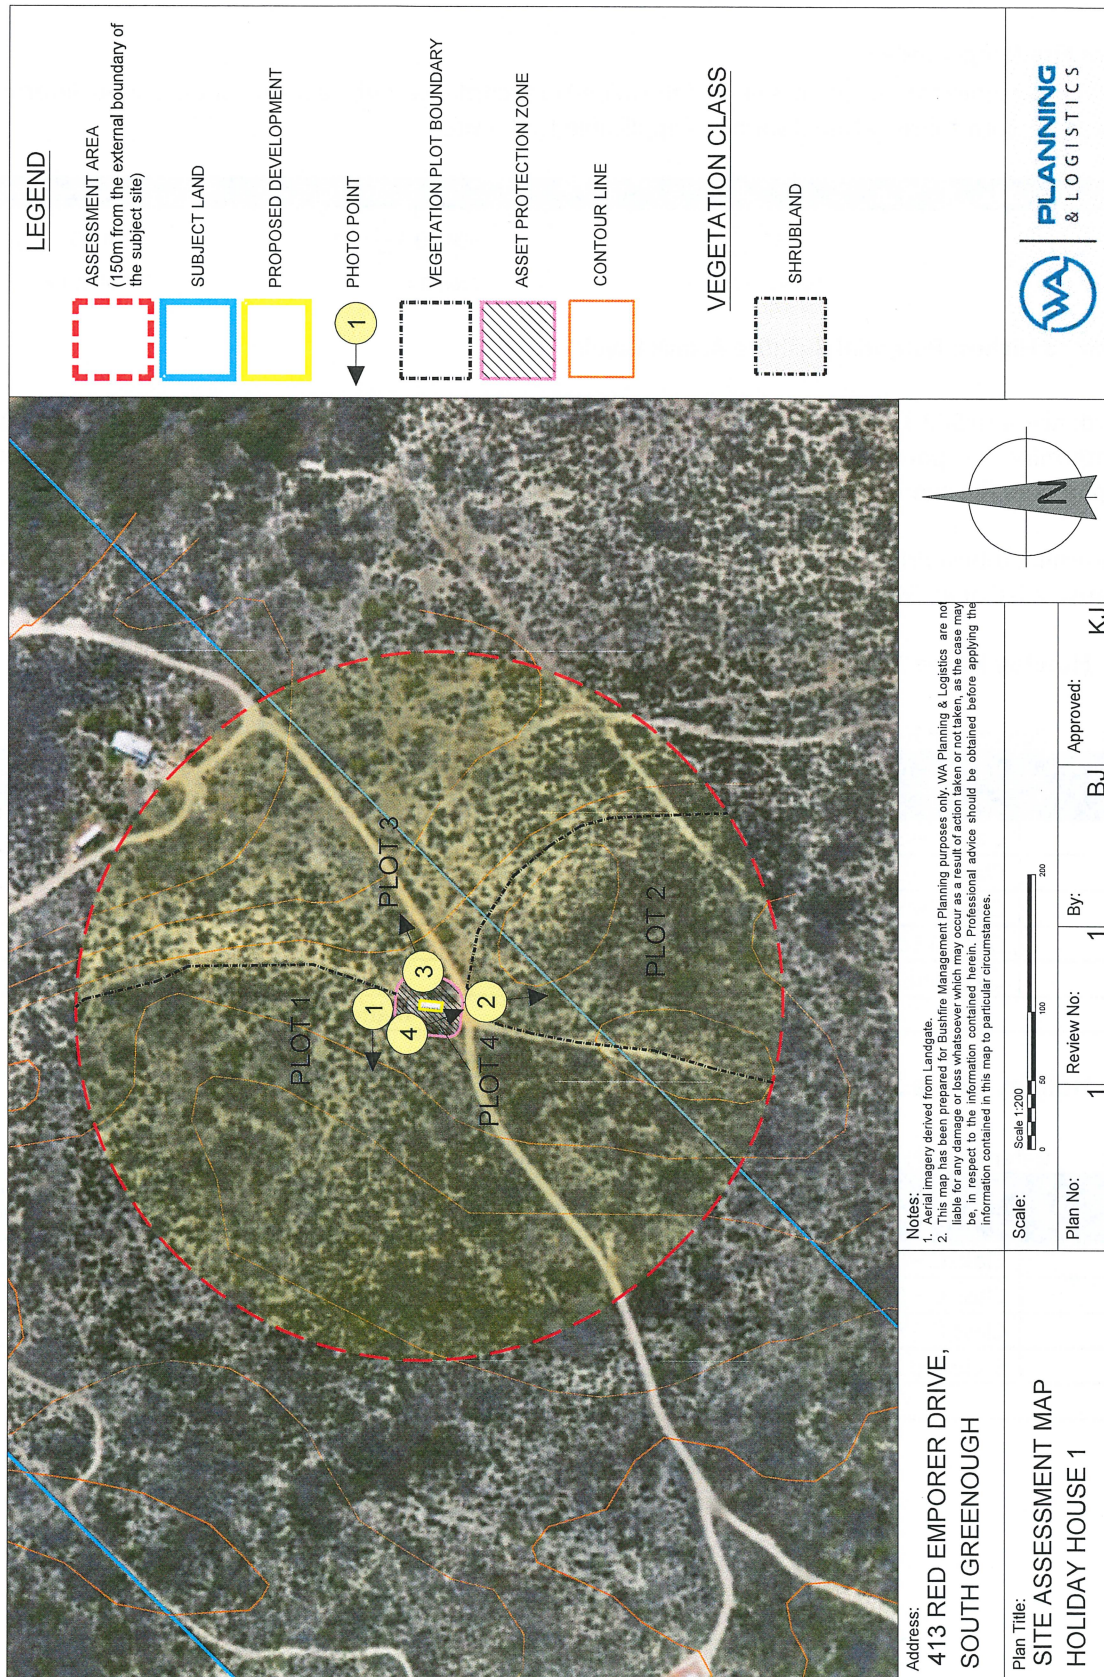 LEGEND
ASSESSMENT AREA
(150m from the external boundary of
the subject site)
SUBJECT LAND
PROPOSED DEVELOPMENT
1
PHOTO POINT
VEGETATION PLOT BOUNDARY
ASSET PROTECTION ZONE
CONTOUR LINE
VEGETATION CLASS
SHRUBLAND
WA
PLANNING
& LOGISTICS
PLOT 1
PLOT 3
PLOT 4
PLOT 2
1
3
4
2
N
Notes:
1. Aerial imagery derived from Landgate.
2. This map has been prepared for Bushfire Management Planning purposes only. WA Planning & Logistics are not
liable for any damage or loss whatsoever which may occur as a result of action taken or not taken, as the case may
be, in respect to the information contained herein. Professional advice should be obtained before applying the
information contained in this map to particular circumstances.
Scale:
Scale 1:200
0 50 100 200
Plan No: 1
Review No: 1
By: BJ
Approved: KJ
Address:
413 RED EMPORER DRIVE,
SOUTH GREENOUGH
Plan Title:
SITE ASSESSMENT MAP
HOLIDAY HOUSE 1